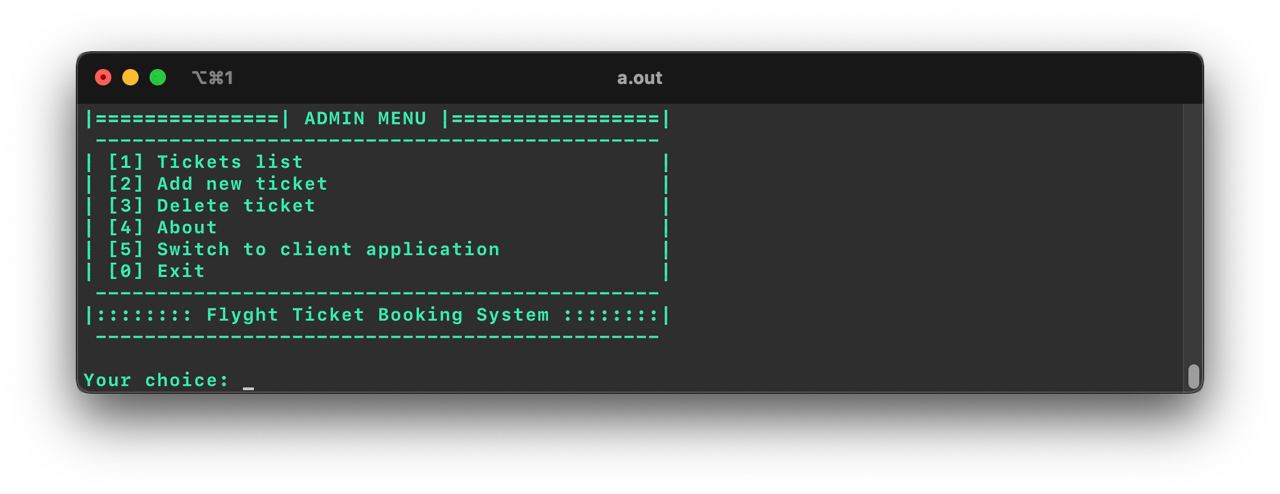 ⌥⌘1 a.out
|===============| ADMIN MENU |=================|
----------------------------------------------
| [1] Tickets list                             |
| [2] Add new ticket                           |
| [3] Delete ticket                            |
| [4] About                                    |
| [5] Switch to client application             |
| [0] Exit                                     |
----------------------------------------------
|:::::::: Flyght Ticket Booking System ::::::::|
----------------------------------------------
Your choice: _